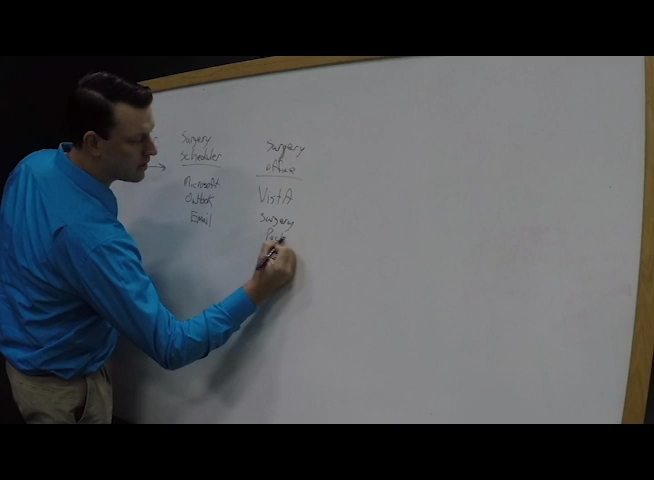 Surgery
Scheduler
Microsoft
Outlook
Email
Surgery
office
VistA
Surgery